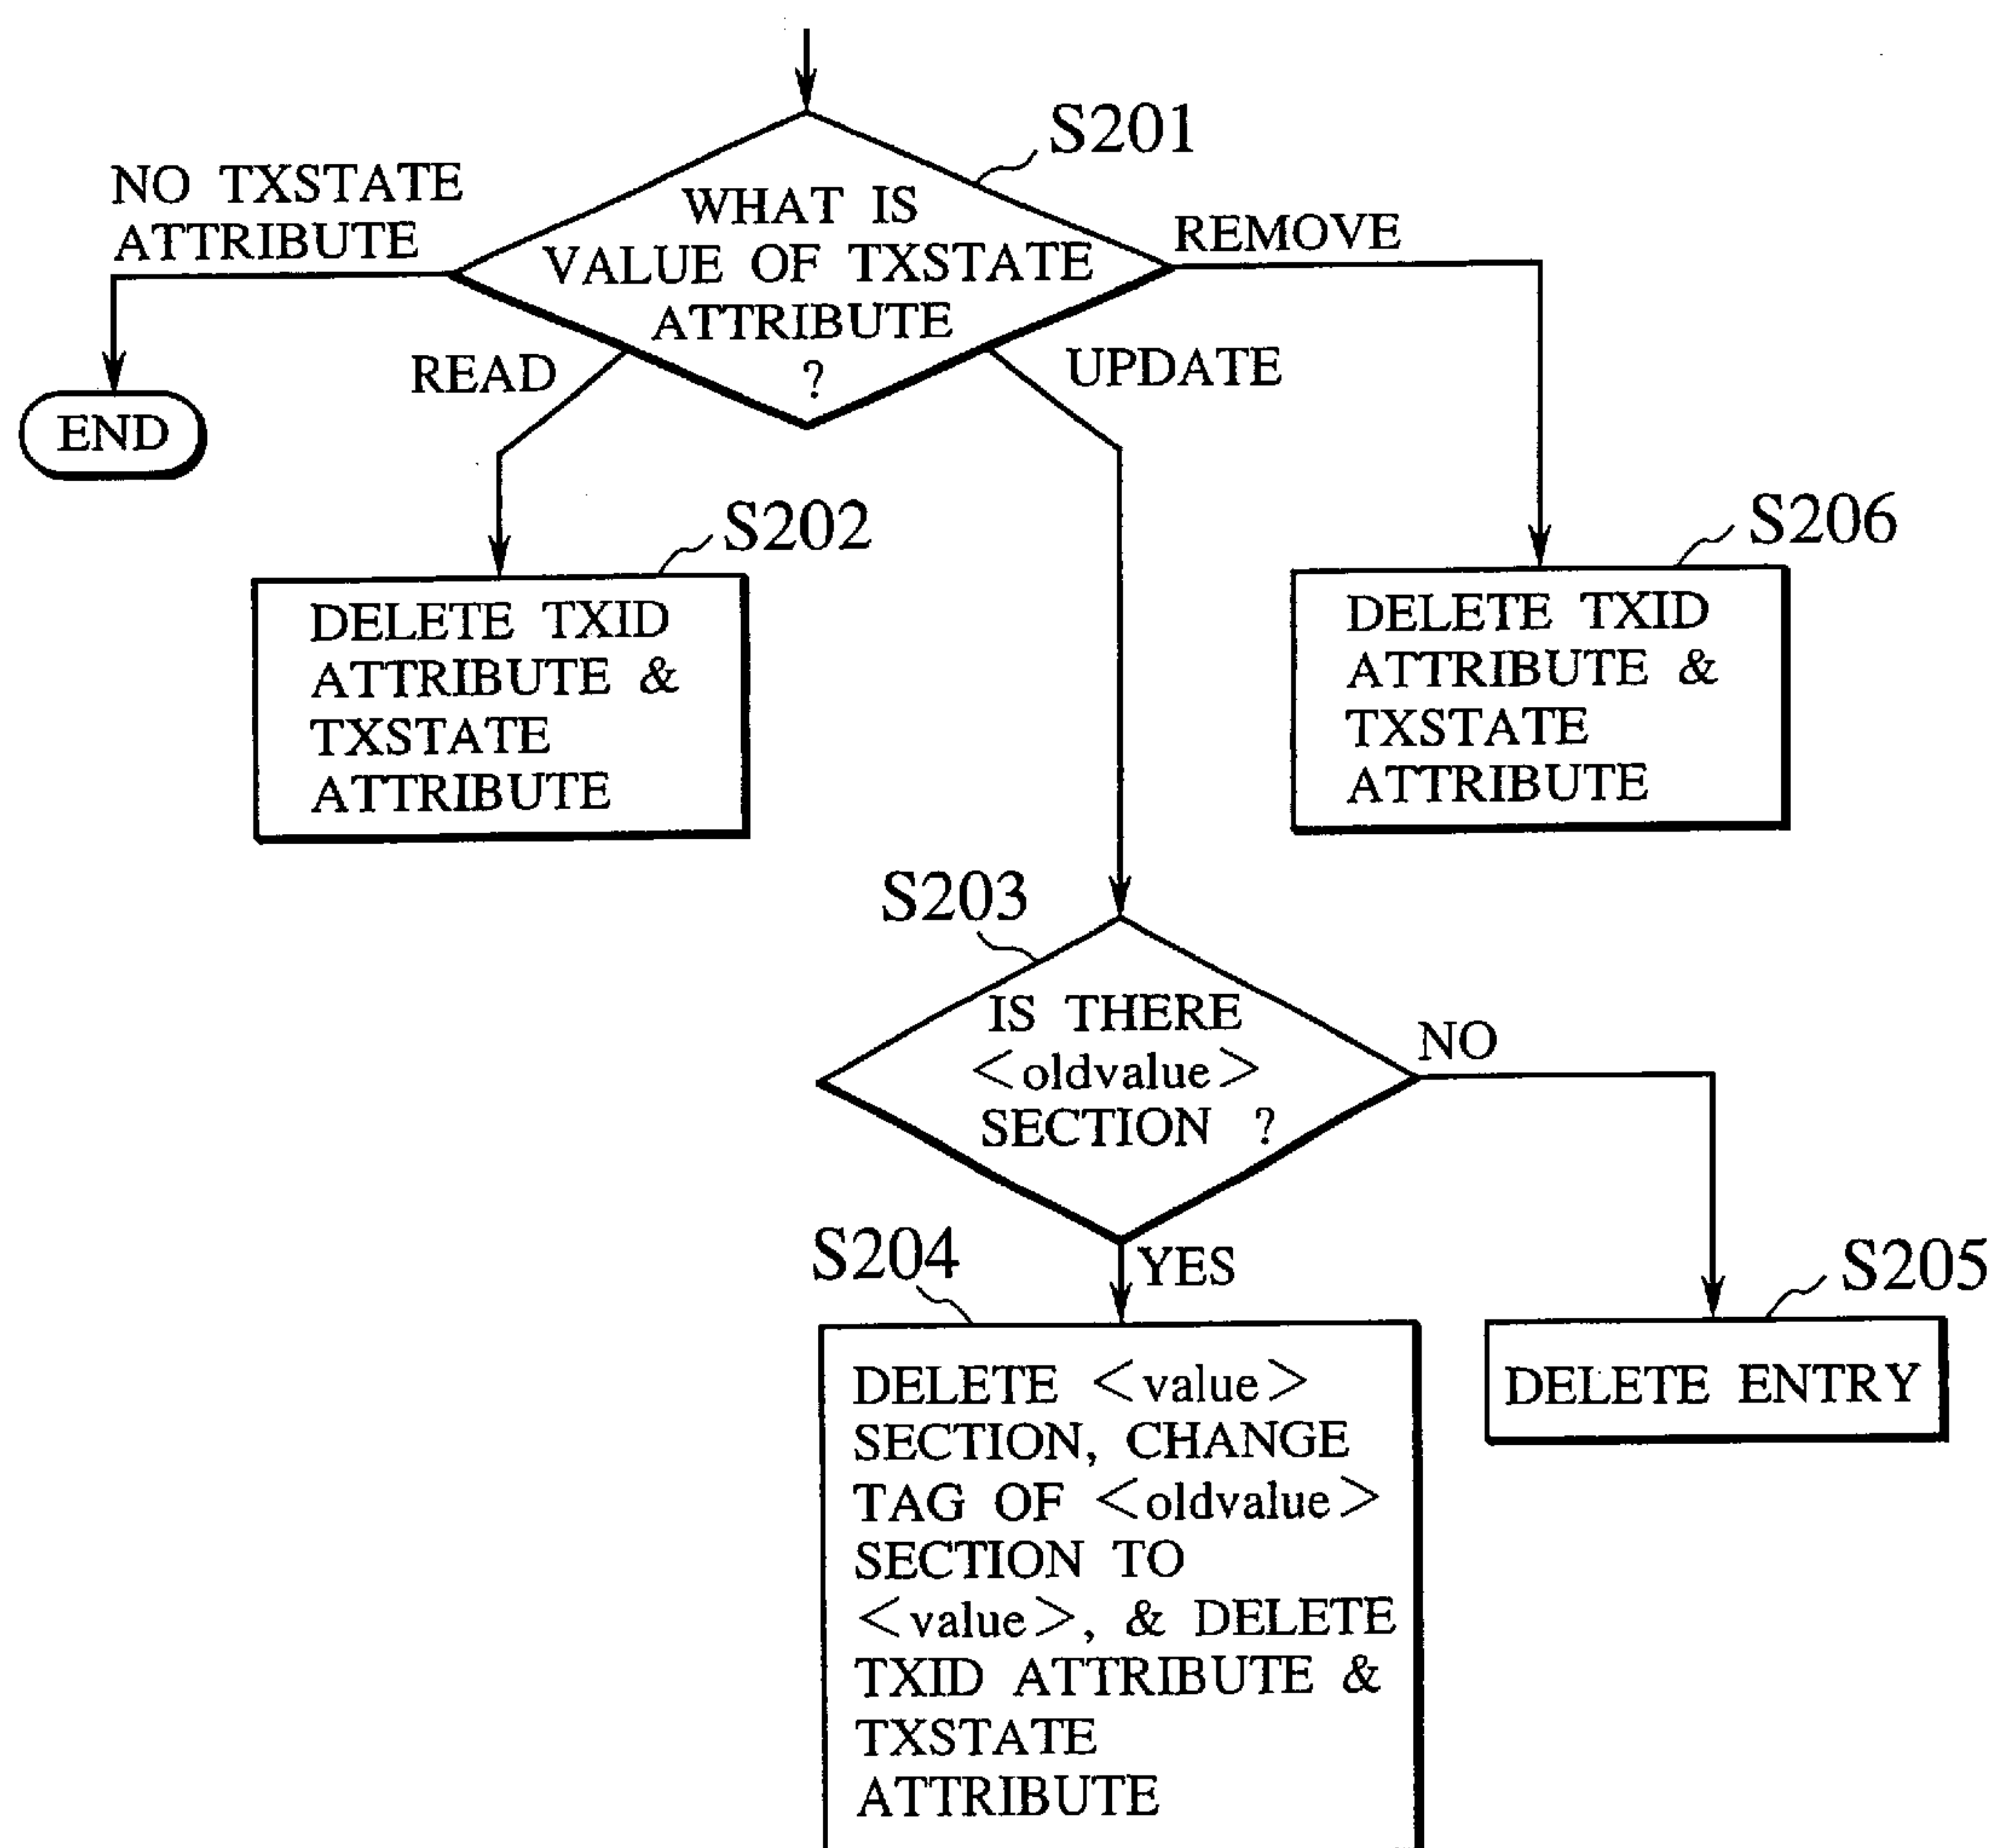 S201
NO TXSTATE
ATTRIBUTE
WHAT IS
VALUE OF TXSTATE
ATTRIBUTE
?
REMOVE
READ
UPDATE
END
S202
DELETE TXID
ATTRIBUTE &
TXSTATE
ATTRIBUTE
S206
DELETE TXID
ATTRIBUTE &
TXSTATE
ATTRIBUTE
S203
IS THERE
<oldvalue>
SECTION ?
NO
YES
S204
DELETE <value>
SECTION, CHANGE
TAG OF <oldvalue>
SECTION TO
<value>, & DELETE
TXID ATTRIBUTE &
TXSTATE
ATTRIBUTE
S205
DELETE ENTRY